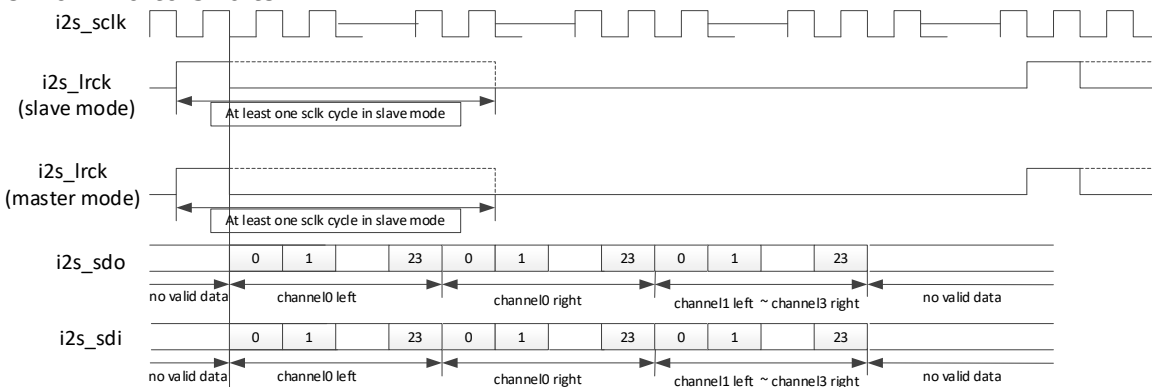 i2s_sclk
i2s_lrck
(slave mode)
At least one sclk cycle in slave mode
i2s_lrck
(master mode)
At least one sclk cycle in slave mode
i2s_sdo
0 1 23 0 1 23 0 1 23
no valid data channel0 left channel0 right channel1 left ~ channel3 right no valid data
i2s_sdi
0 1 23 0 1 23 0 1 23
no valid data channel0 left channel0 right channel1 left ~ channel3 right no valid data